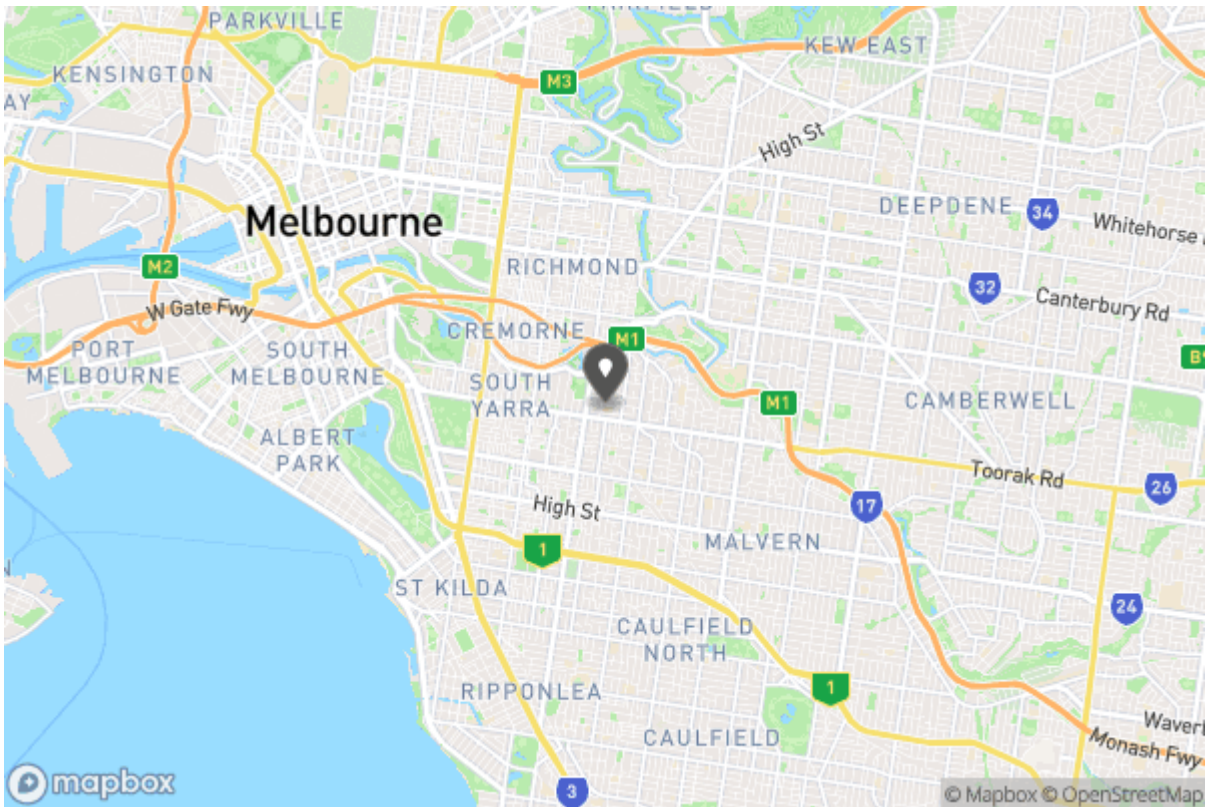 PARKVILLE
KEW EAST
KENSINGTON
M3
AY
High St
DEEPDENE
34
Whitehorse
Melbourne
RICHMOND
M2
32
Canterbury Rd
W Gate Fwy
CREMORNE
M1
PORT
MELBOURNE
SOUTH
MELBOURNE
SOUTH
YARRA
M1
CAMBERWELL
ALBERT
PARK
Toorak Rd
26
17
High St
1
MALVERN
ST KILDA
24
CAULFIELD
NORTH
RIPPONLEA
1
CAULFIELD
Monash Fwy
3
mapbox
© Mapbox © OpenStreetMap